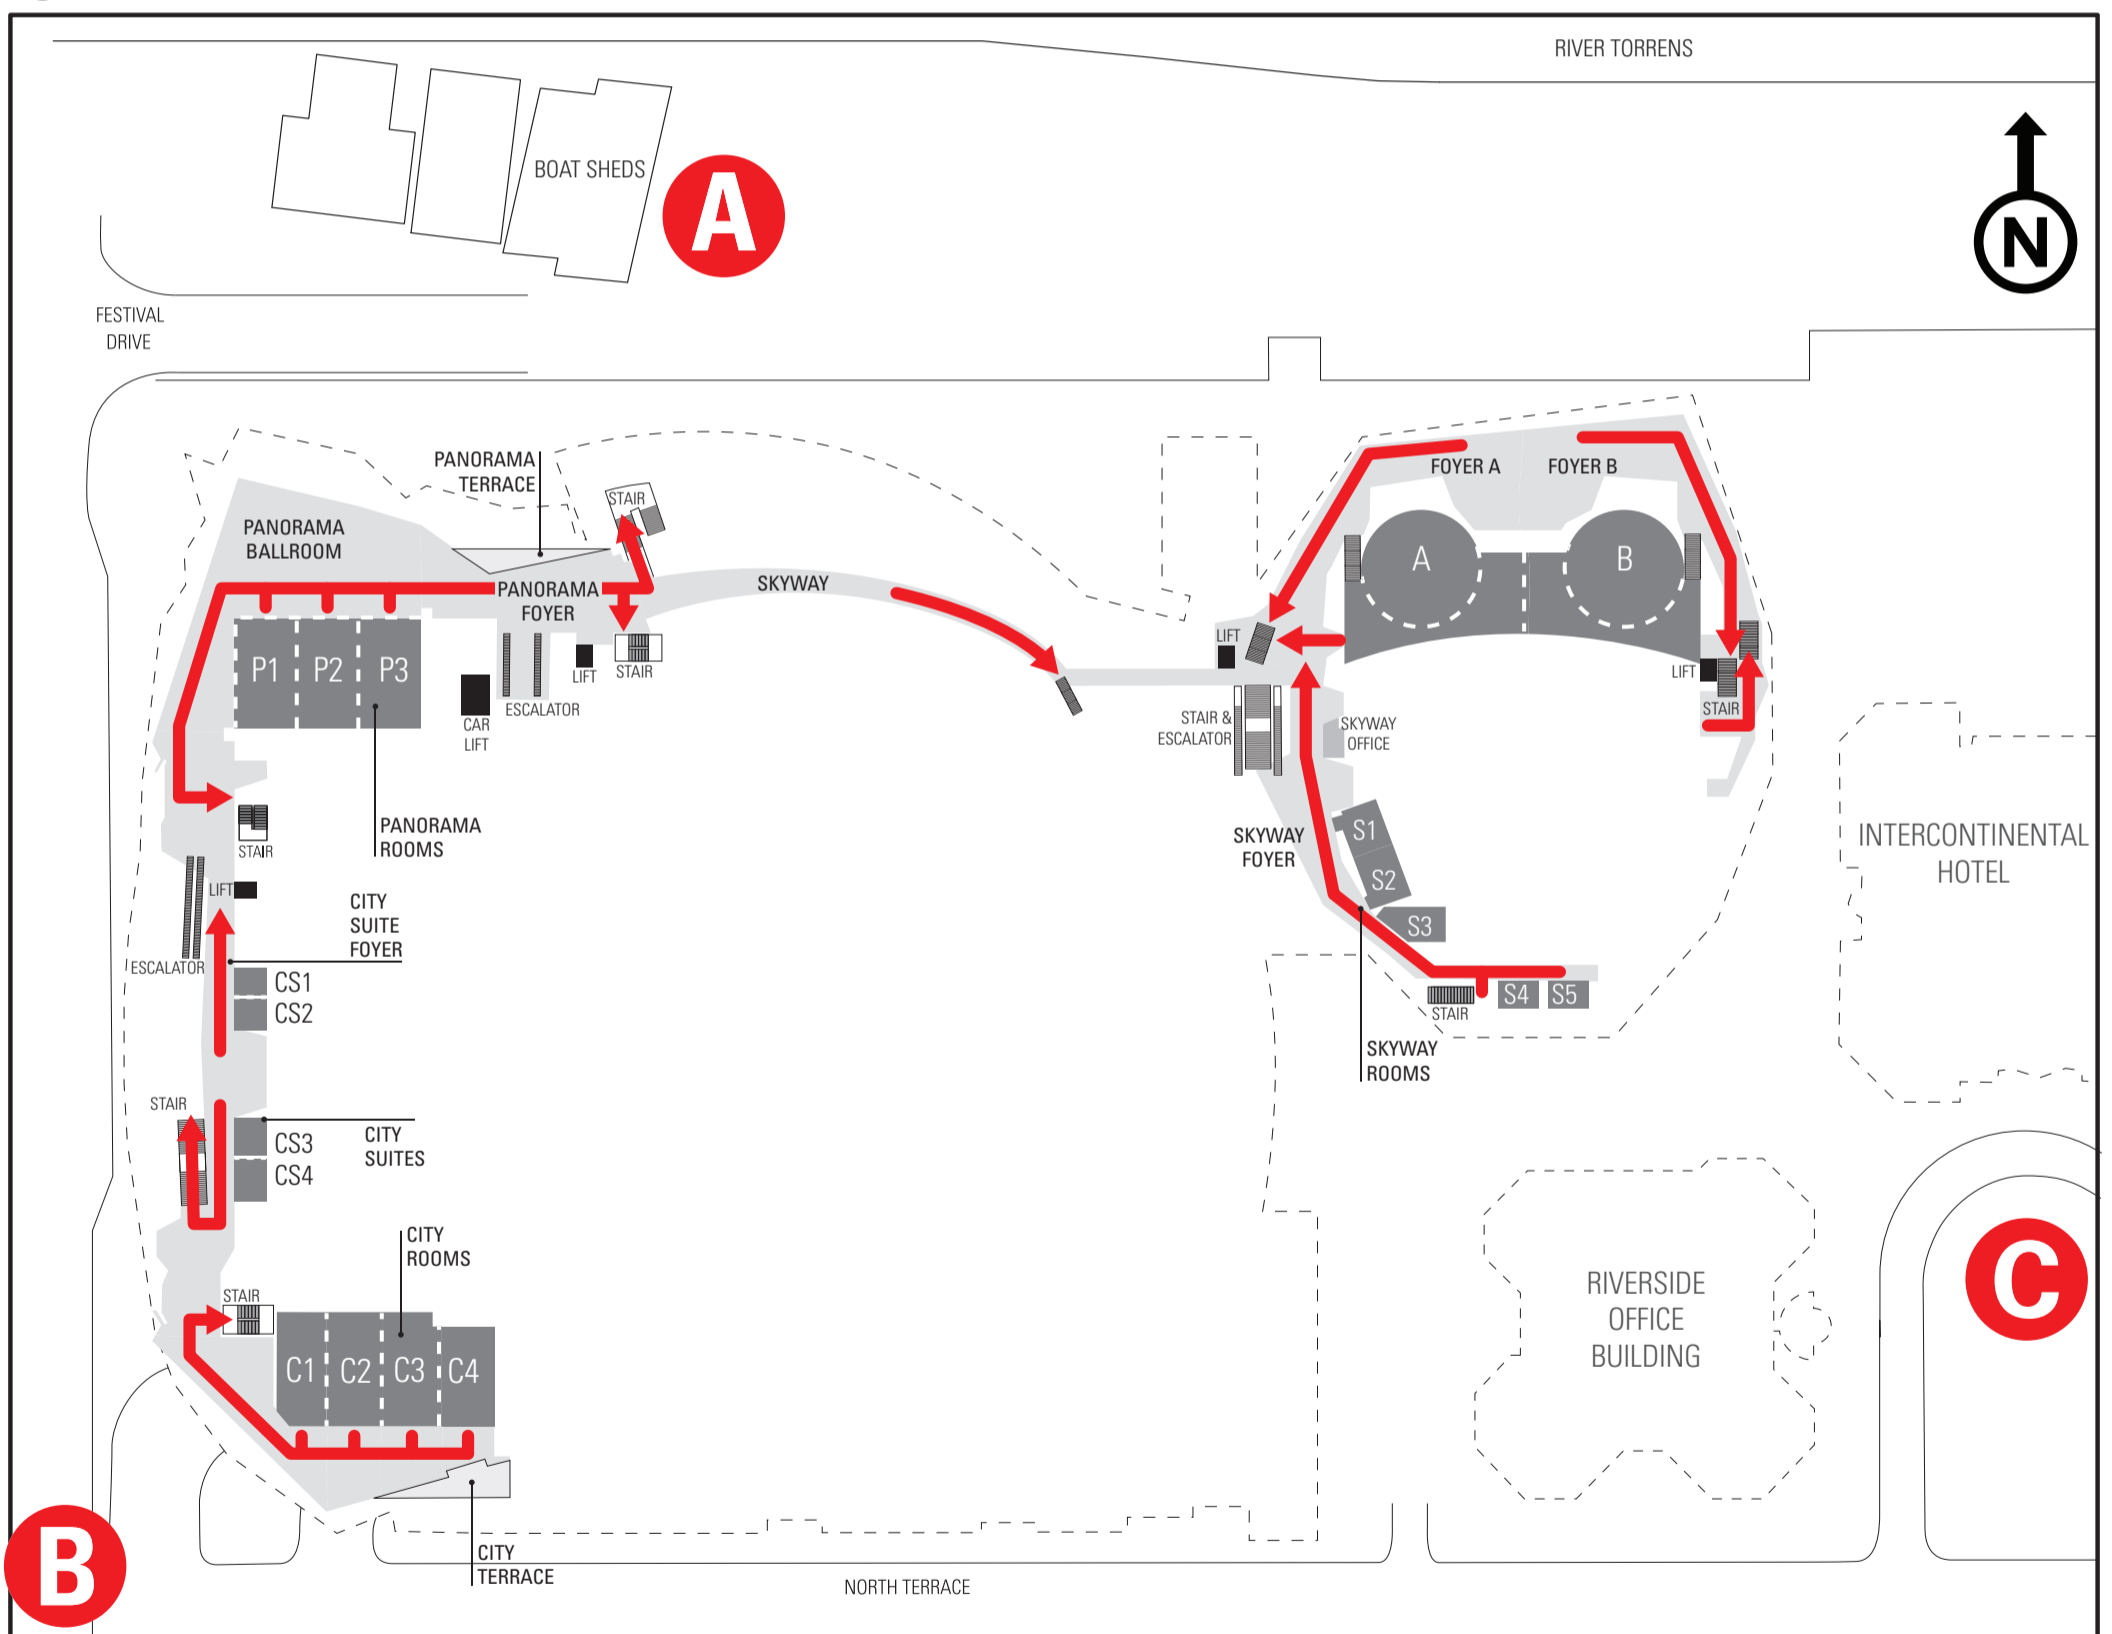 RIVER TORRENS
BOAT SHEDS
A
N
FESTIVAL
DRIVE
PANORAMA
TERRACE
STAIR
FOYER A
FOYER B
PANORAMA
BALLROOM
A
B
PANORAMA
FOYER
SKYWAY
LIFT
P1
P2
P3
LIFT
STAIR
LIFT
CAR
LIFT
ESCALATOR
STAIR &
ESCALATOR
SKYWAY
OFFICE
STAIR
PANORAMA
ROOMS
STAIR
SKYWAY
FOYER
S1
S2
S3
INTERCONTINENTAL
HOTEL
LIFT
CITY
SUITE
FOYER
ESCALATOR
CS1
CS2
S4
S5
STAIR
SKYWAY
ROOMS
STAIR
CS3
CS4
CITY
SUITES
CITY
ROOMS
STAIR
C1
C2
C3
C4
RIVERSIDE
OFFICE
BUILDING
C
B
CITY
TERRACE
NORTH TERRACE